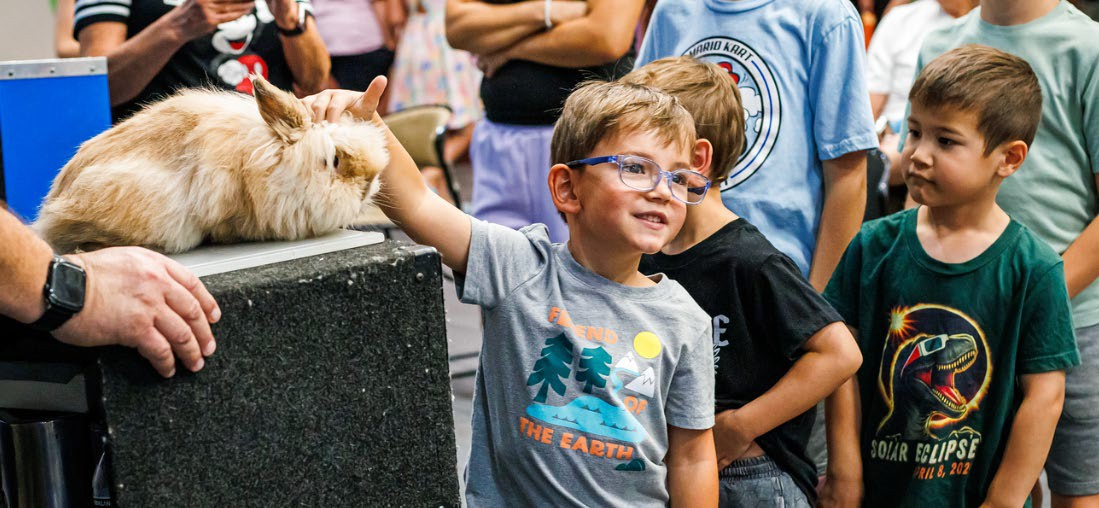 MARIO KART
FRIEND
OF
THE EARTH
E
SOLAR ECLIPSE
APRIL 8, 202